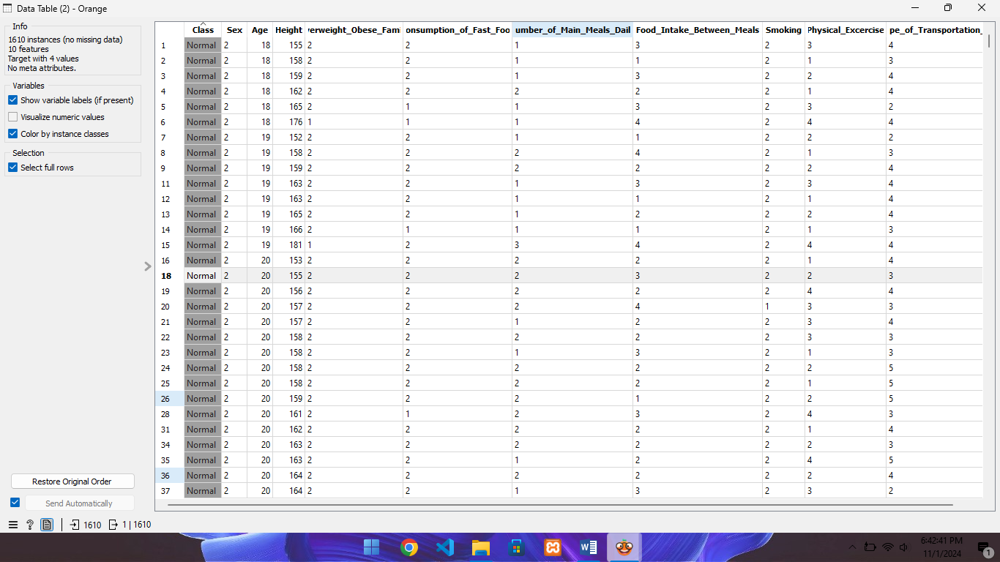 Data Table (2) - Orange
Info
1610 instances (no missing data)
10 features
Target with 4 values
No meta attributes.
Variables
Show variable labels (if present)
Visualize numeric values
Color by instance classes
Selection
Select full rows
Restore Original Order
Send Automatically
Class Sex Age Height verweight_Obese_Fami onsumption_of_Fast_Foo umber_of_Main_Meals_Dail Food_Intake_Between_Meals Smoking Physical_Excercise pe_of_Transportation_
1 Normal 2 18 155 2 2 1 3 2 3 4
2 Normal 2 18 158 2 2 1 1 2 1 3
3 Normal 2 18 159 2 2 1 3 2 2 4
4 Normal 2 18 162 2 2 2 2 2 1 4
5 Normal 2 18 165 2 1 1 3 2 3 2
6 Normal 2 18 176 1 1 1 4 2 4 4
7 Normal 2 19 152 2 2 1 1 2 2 2
8 Normal 2 19 158 2 2 2 4 2 1 3
9 Normal 2 19 159 2 2 2 2 2 2 4
11 Normal 2 19 163 2 2 1 3 2 3 4
12 Normal 2 19 163 2 2 1 1 2 1 4
13 Normal 2 19 165 2 2 1 2 2 2 4
14 Normal 2 19 166 2 1 1 1 2 1 3
15 Normal 2 19 181 1 2 3 4 2 4 4
16 Normal 2 20 153 2 2 2 2 2 1 4
18 Normal 2 20 155 2 2 2 3 2 2 3
19 Normal 2 20 156 2 2 2 2 2 4 4
20 Normal 2 20 157 2 2 2 4 1 3 3
21 Normal 2 20 157 2 2 1 2 2 3 4
22 Normal 2 20 158 2 2 2 2 2 3 3
23 Normal 2 20 158 2 2 1 3 2 1 3
24 Normal 2 20 158 2 2 2 2 2 2 5
25 Normal 2 20 158 2 2 2 2 2 1 5
26 Normal 2 20 159 2 2 2 1 2 2 5
28 Normal 2 20 161 2 1 2 3 2 4 3
31 Normal 2 20 162 2 2 2 2 2 1 4
34 Normal 2 20 163 2 2 2 2 2 2 3
35 Normal 2 20 163 2 2 1 2 2 4 5
36 Normal 2 20 164 2 2 2 2 2 2 4
37 Normal 2 20 164 2 2 1 3 2 3 2
1610 1 | 1610
6:42:41 PM
11/1/2024
1